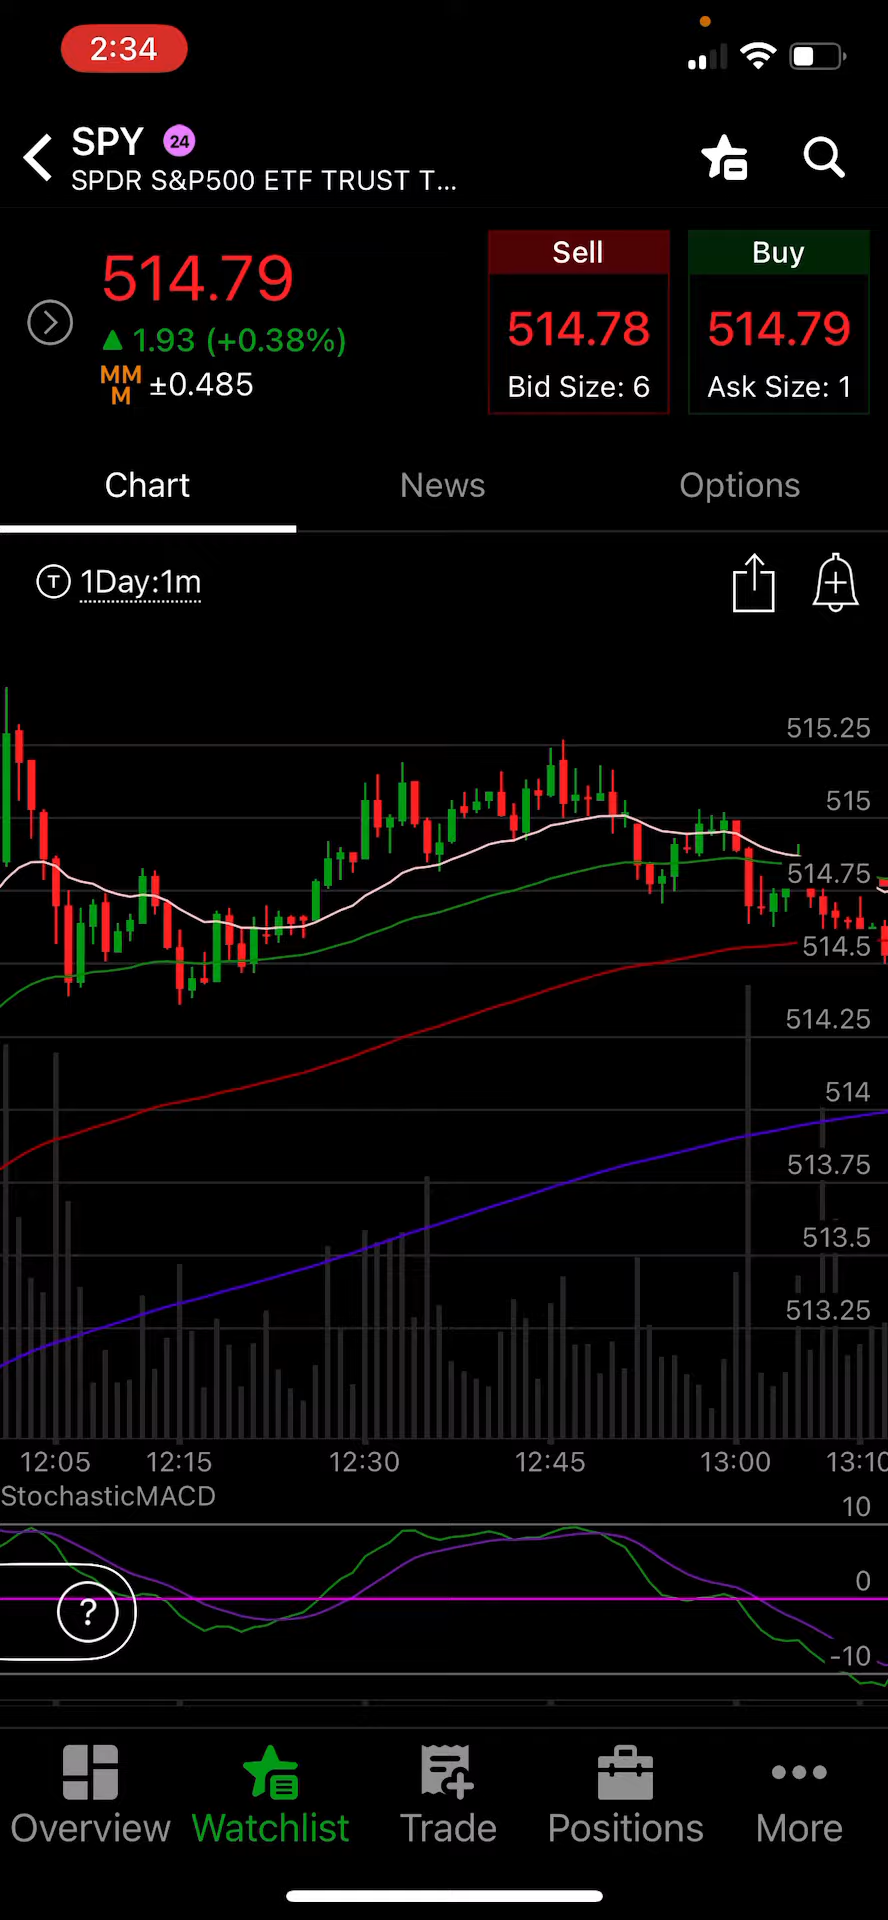 2:34
SPY 24
SPDR S&P500 ETF TRUST T...
514.79
1.93 (+0.38%)
MMM ±0.485
Sell
514.78
Bid Size: 6
Buy
514.79
Ask Size: 1
Chart
News
Options
T 1Day:1m
515.25
515
514.75
514.5
514.25
514
513.75
513.5
513.25
12:05
12:15
12:30
12:45
13:00
13:10
StochasticMACD
10
0
-10
?
Overview
Watchlist
Trade
Positions
More